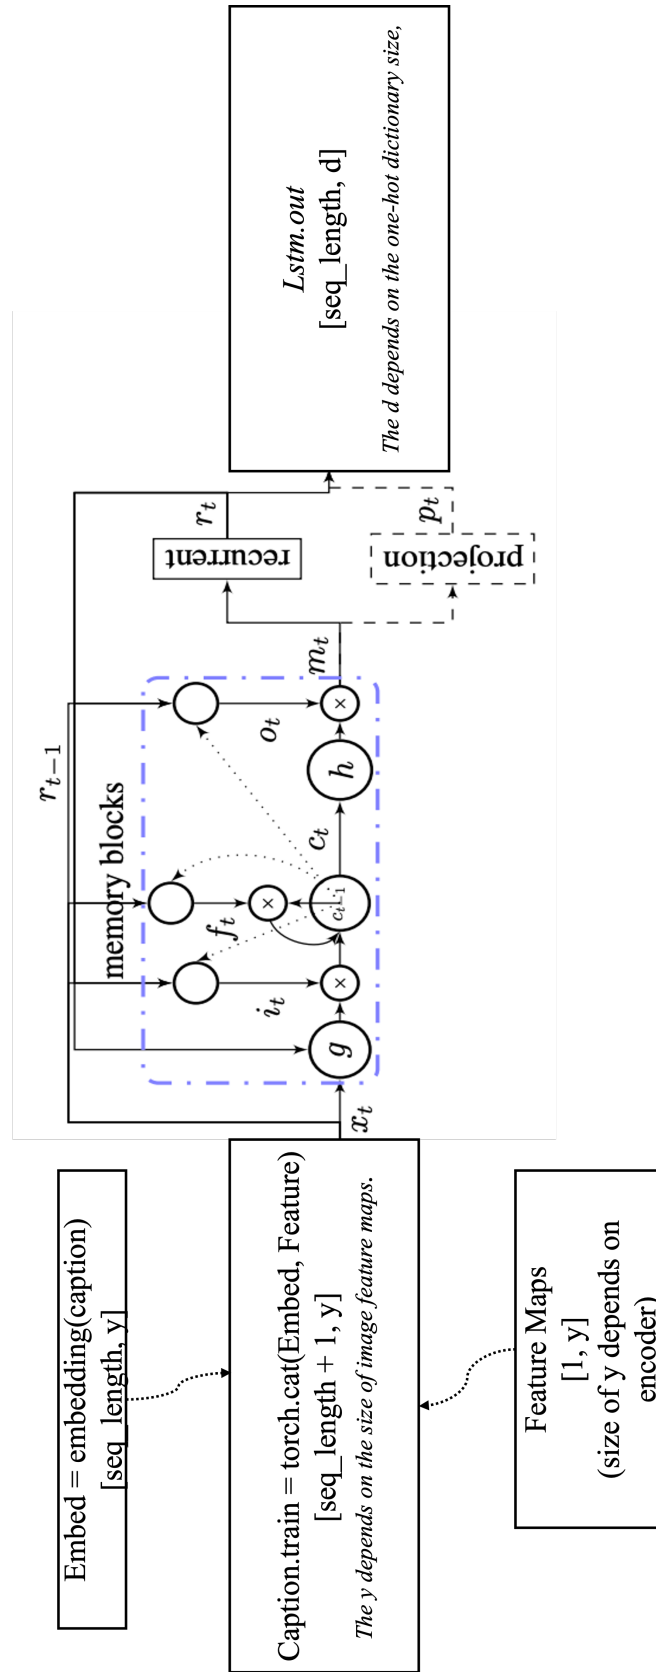 Embed = embedding(caption)
[seq_length, y]
Caption.train = torch.cat(Embed, Feature)
[seq_length + 1, y]
The y depends on the size of image feature maps.
Feature Maps
[1, y]
(size of y depends on
encoder)
x_t
r_{t-1}
memory blocks
g
i_t
×
f_t
×
c_{t-1}
c_t
h
o_t
×
m_t
recurrent
r_t
projection
p_t
Lstm.out
[seq_length, d]
The d depends on the one-hot dictionary size,